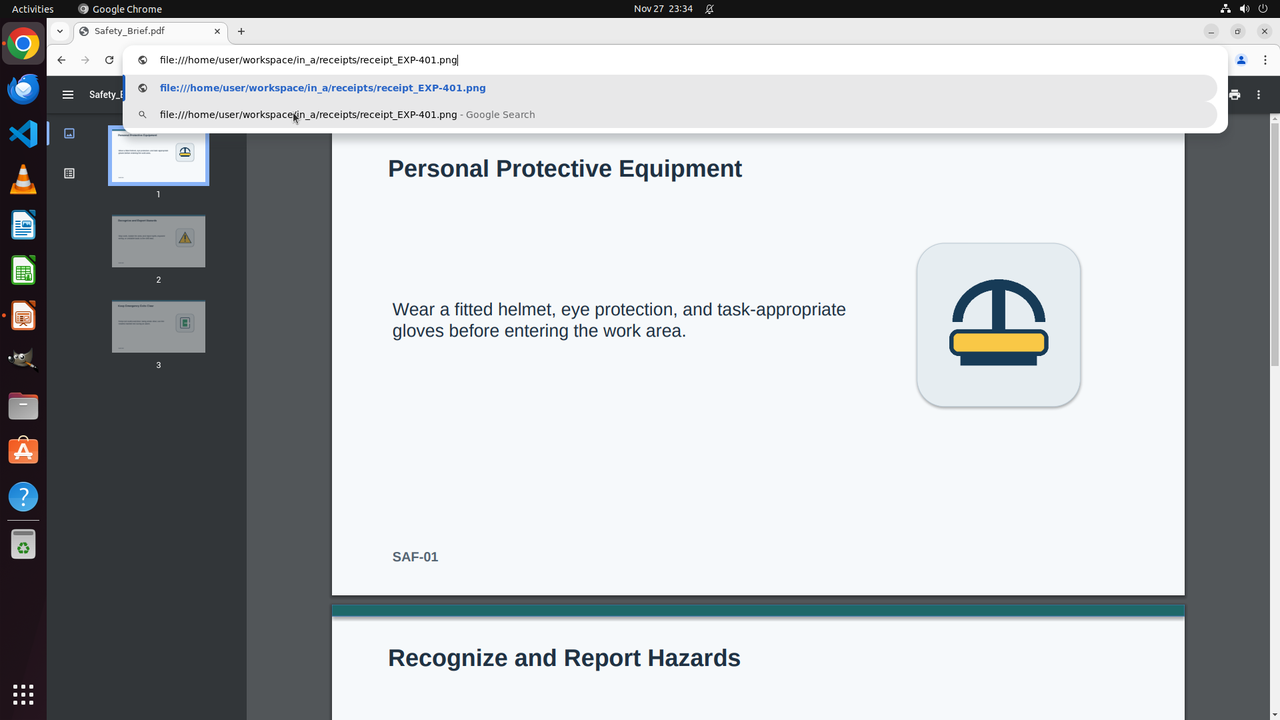 Activities
Google Chrome
Nov 27 23:34
Safety_Brief.pdf
file:///home/user/workspace/in_a/receipts/receipt_EXP-401.png
file:///home/user/workspace/in_a/receipts/receipt_EXP-401.png
file:///home/user/workspace/in_a/receipts/receipt_EXP-401.png - Google Search
Safety_
1
2
3
Personal Protective Equipment
Wear a fitted helmet, eye protection, and task-appropriate
gloves before entering the work area.
SAF-01
Recognize and Report Hazards